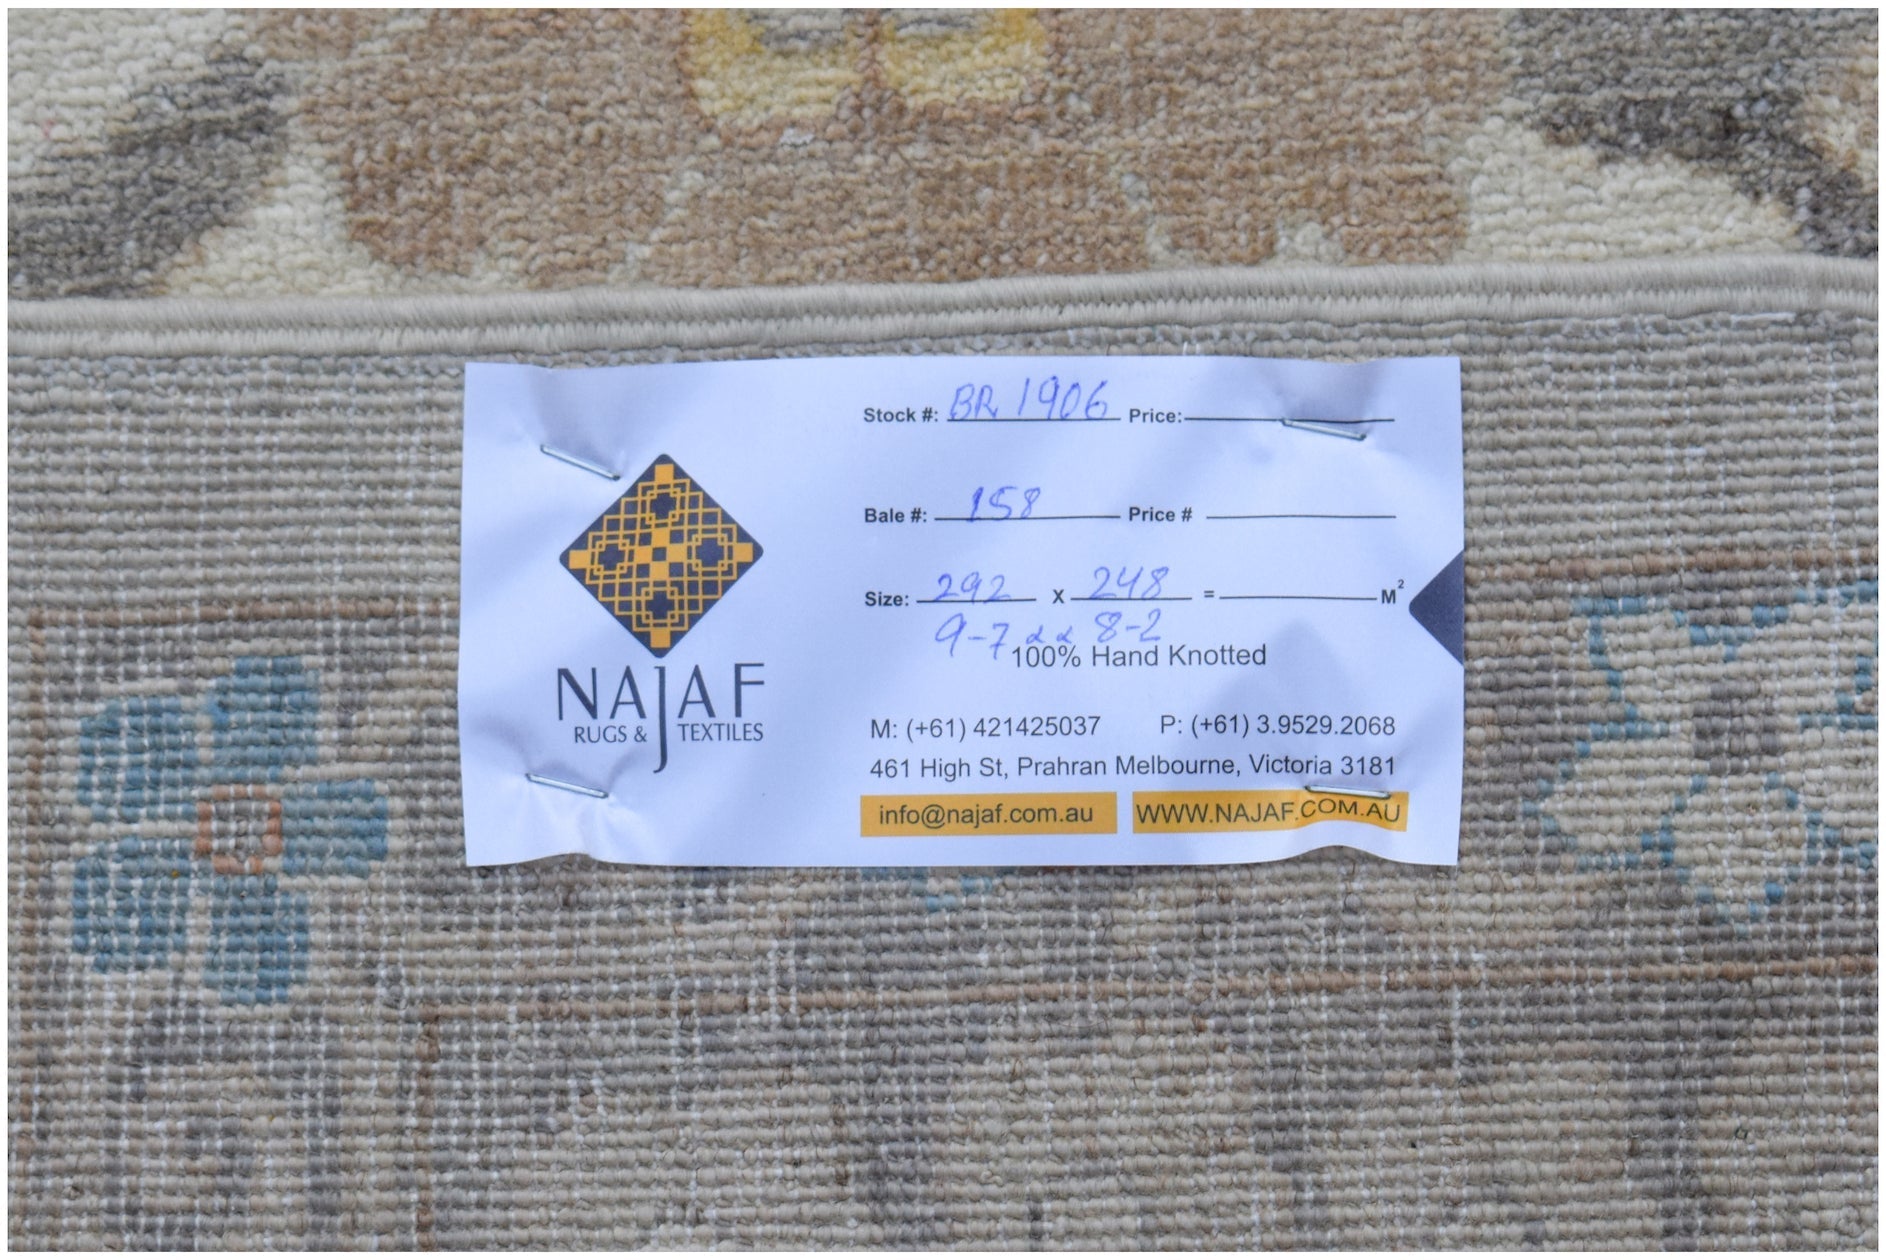 Stock #: BR 1906 Price:
Bale #: 158 Price #
Size: 292 X 248 = M²
9-7 x 8-2
100% Hand Knotted
NAJAF
RUGS & TEXTILES
M: (+61) 421425037 P: (+61) 3.9529.2068
461 High St, Prahran Melbourne, Victoria 3181
info@najaf.com.au WWW.NAJAF.COM.AU